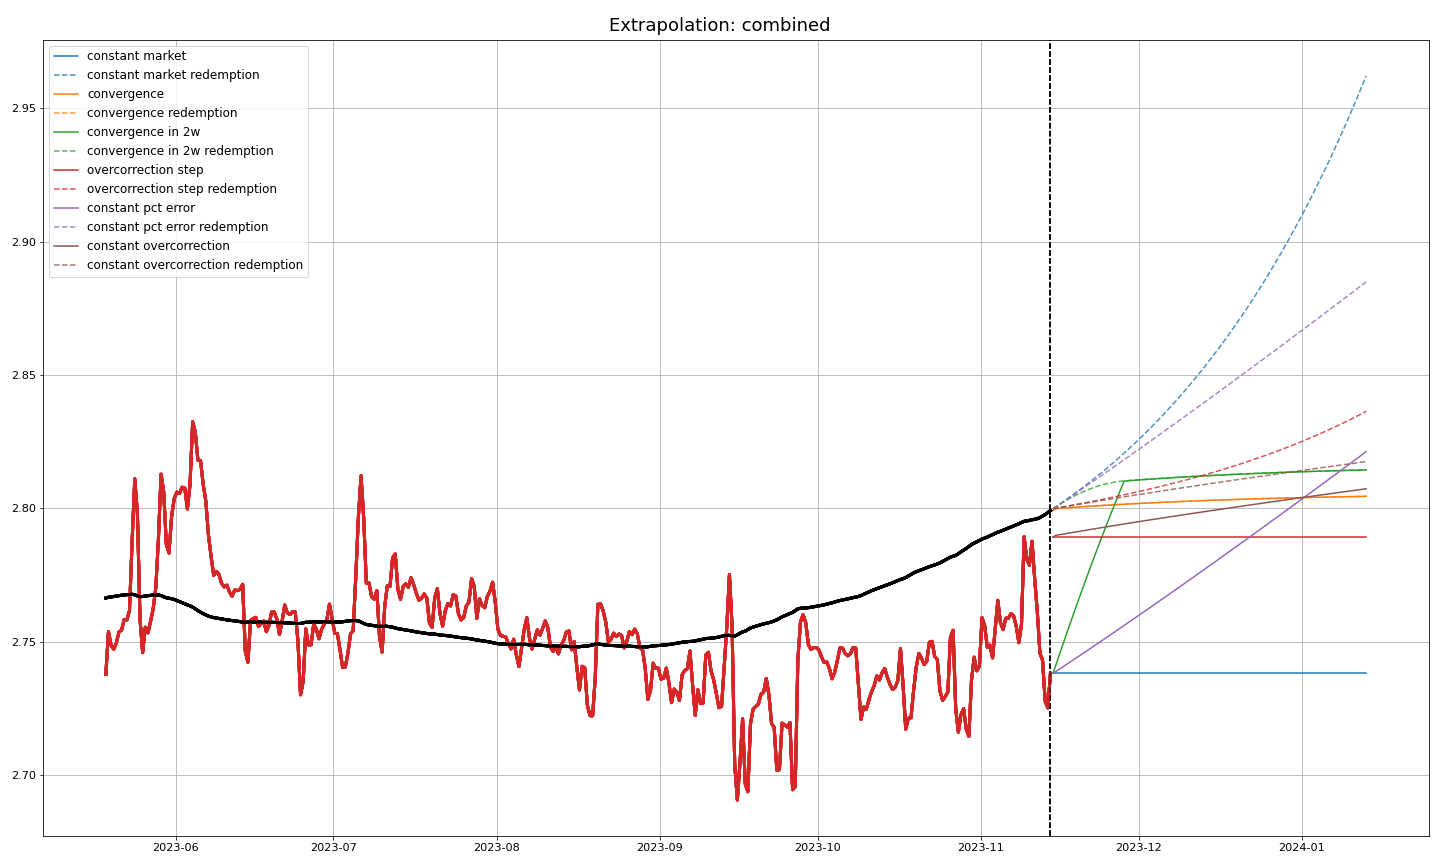 Extrapolation: combined
constant market
constant market redemption
convergence
convergence redemption
convergence in 2w
convergence in 2w redemption
overcorrection step
overcorrection step redemption
constant pct error
constant pct error redemption
constant overcorrection
constant overcorrection redemption
2.95
2.90
2.85
2.80
2.75
2.70
2023-06 2023-07 2023-08 2023-09 2023-10 2023-11 2023-12 2024-01